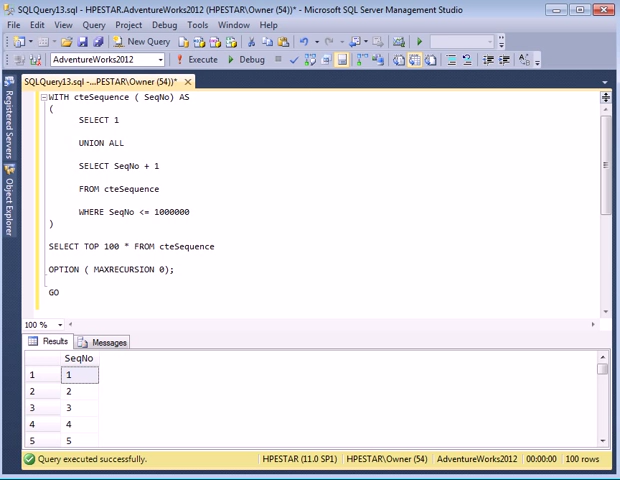 SQLQuery13.sql - HPESTAR.AdventureWorks2012 (HPESTAR\Owner (54))* - Microsoft SQL Server Management Studio
File Edit View Query Project Debug Tools Window Help
New Query
AdventureWorks2012 Execute Debug
SQLQuery13.sql -...PESTAR\Owner (54))*
Registered Servers
Object Explorer
WITH cteSequence ( SeqNo) AS
(
SELECT 1
UNION ALL
SELECT SeqNo + 1
FROM cteSequence
WHERE SeqNo <= 1000000
)
SELECT TOP 100 * FROM cteSequence
OPTION ( MAXRECURSION 0);
GO
100 %
Results Messages
SeqNo
1 1
2 2
3 3
4 4
5 5
Query executed successfully. HPESTAR (11.0 SP1) HPESTAR\Owner (54) AdventureWorks2012 00:00:00 100 rows